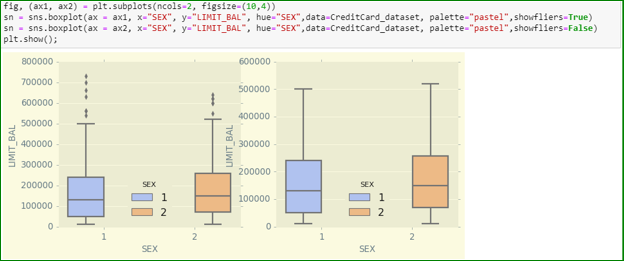 fig, (ax1, ax2) = plt.subplots(ncols=2, figsize=(10,4))
sn = sns.boxplot(ax = ax1, x="SEX", y="LIMIT_BAL", hue="SEX",data=CreditCard_dataset, palette="pastel",showfliers=True)
sn = sns.boxplot(ax = ax2, x="SEX", y="LIMIT_BAL", hue="SEX",data=CreditCard_dataset, palette="pastel",showfliers=False)
plt.show();
LIMIT_BAL
800000
700000
600000
500000
400000
300000
200000
100000
0
SEX
1
2
1
2
SEX
LIMIT_BAL
600000
500000
400000
300000
200000
100000
0
SEX
1
2
1
2
SEX